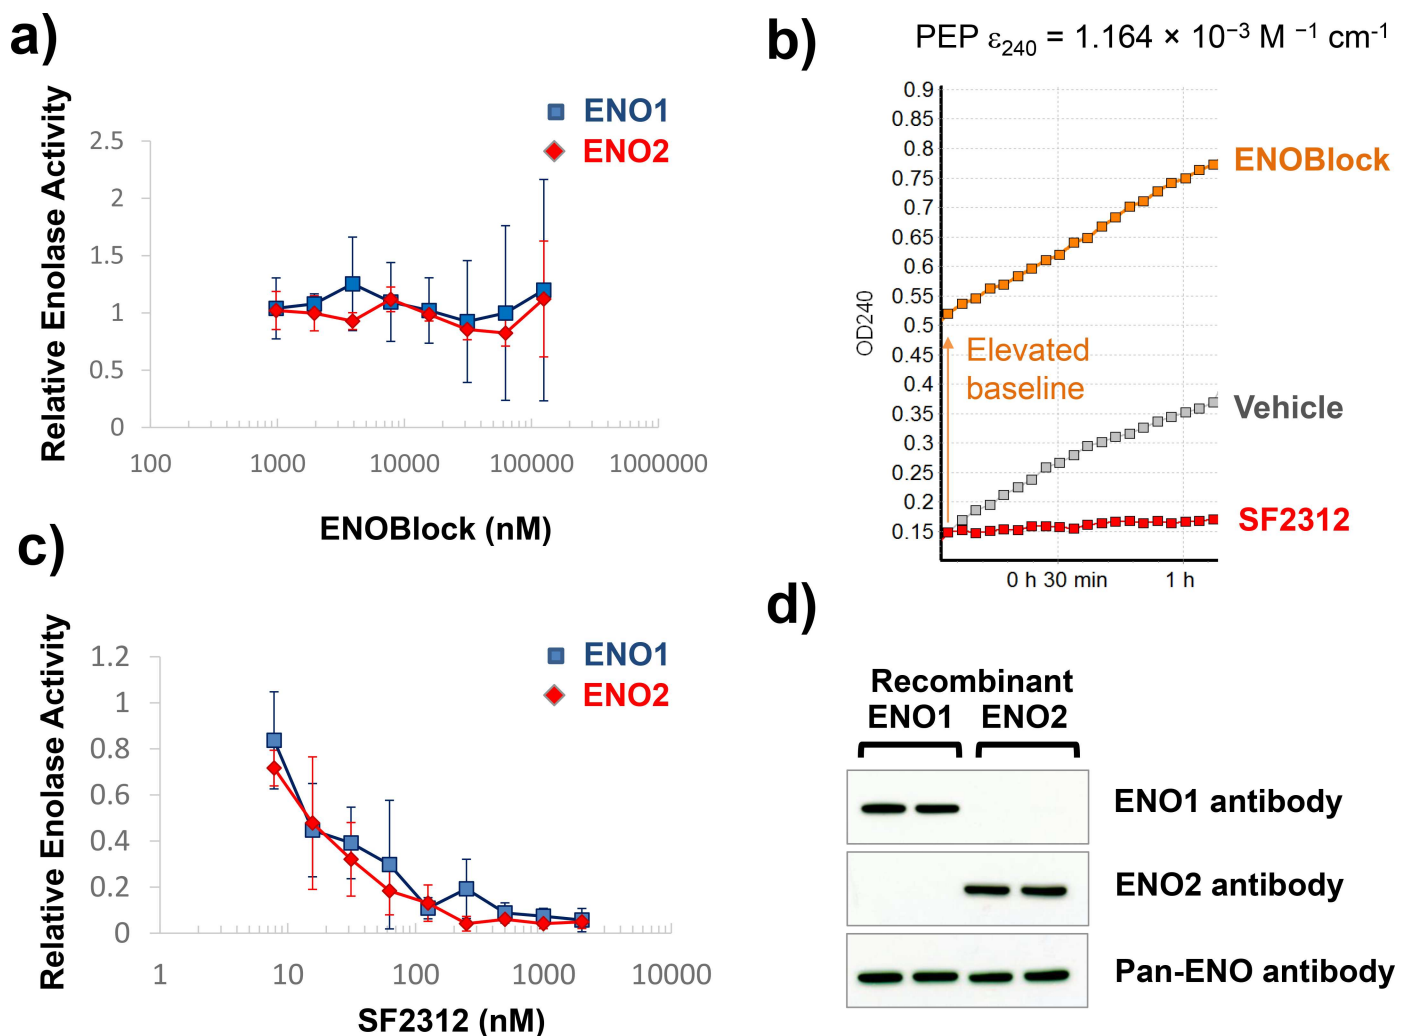 a)
Relative Enolase Activity
ENO1
ENO2
2.5
2
1.5
1
0.5
0
100 1000 10000 100000 1000000
ENOBlock (nM)
b)
PEP ε240 = 1.164 × 10−3 M −1 cm-1
OD240
0.9
0.85
0.8
0.75
0.7
0.65
0.6
0.55
0.5
0.45
0.4
0.35
0.3
0.25
0.2
0.15
ENOBlock
Elevated
baseline
Vehicle
SF2312
0 h 30 min 1 h
c)
Relative Enolase Activity
ENO1
ENO2
1.2
1
0.8
0.6
0.4
0.2
0
1 10 100 1000 10000
SF2312 (nM)
d)
Recombinant
ENO1 ENO2
ENO1 antibody
ENO2 antibody
Pan-ENO antibody